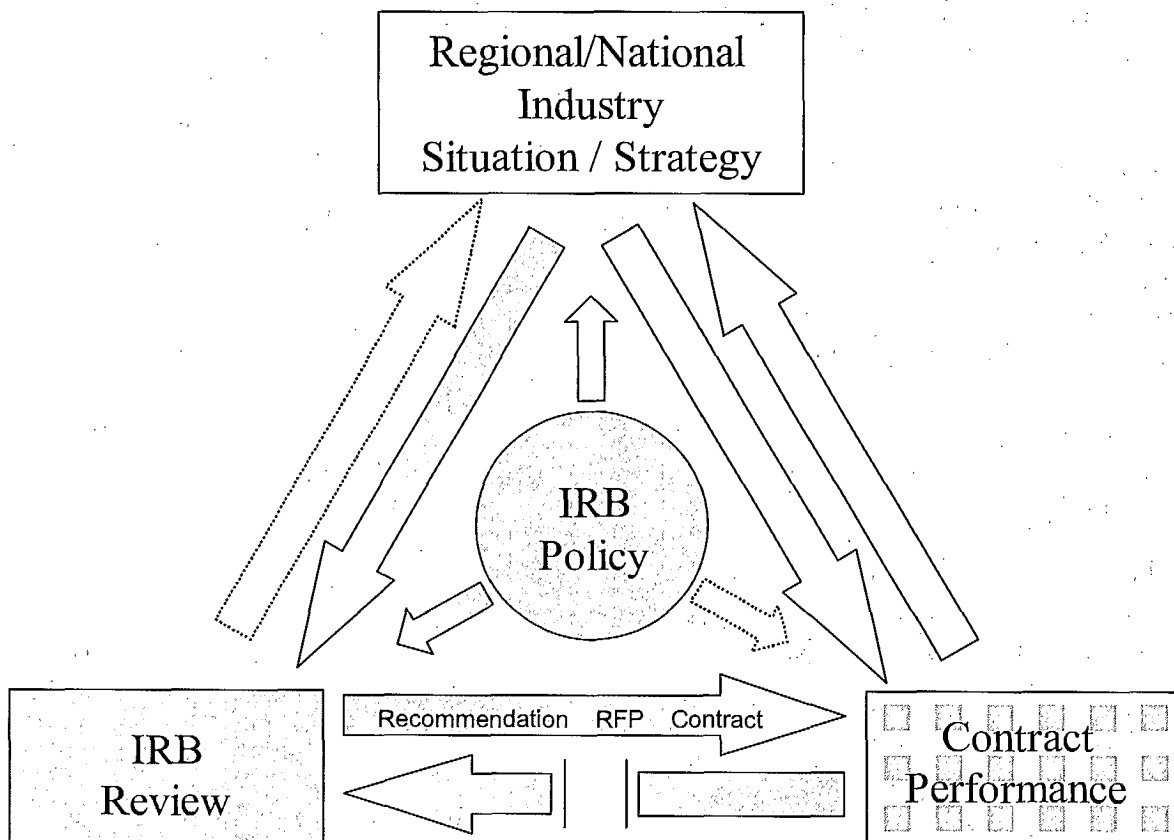 Regional/National
Industry
Situation / Strategy
IRB
Policy
Recommendation RFP Contract
IRB
Review
Contract
Performance